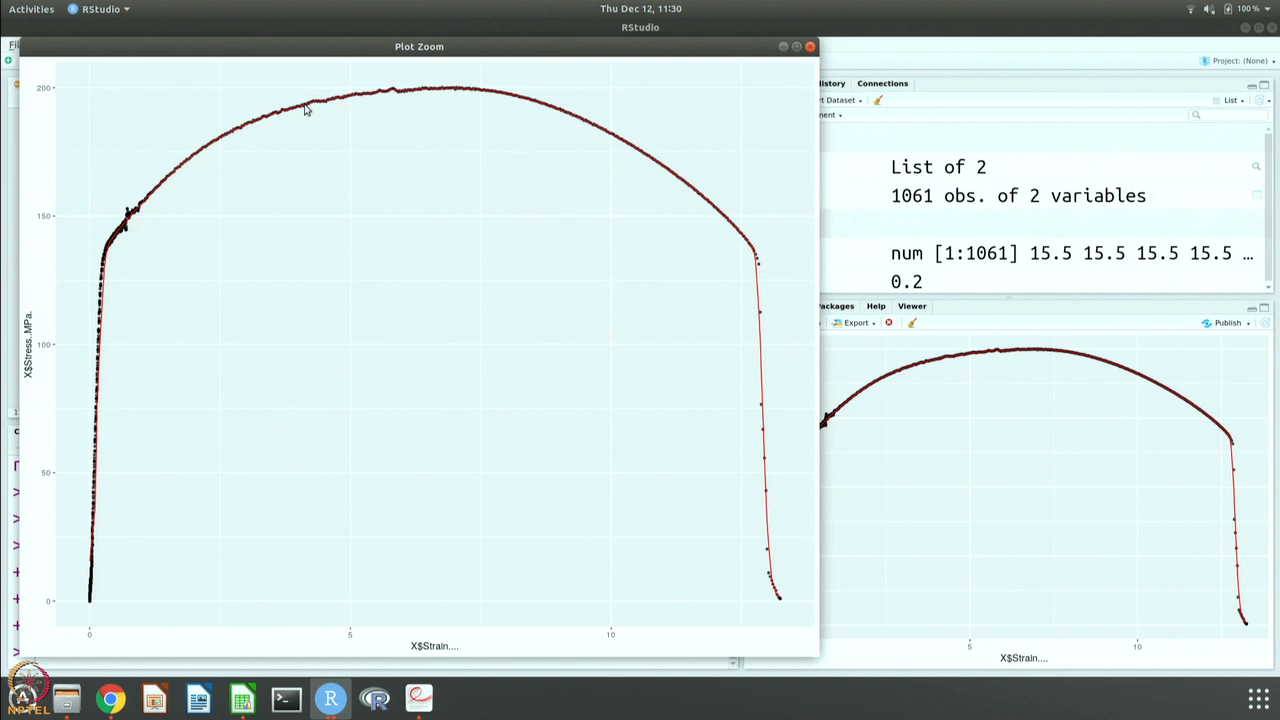 Activities RStudio Thu Dec 12, 11:30 100 %
RStudio
Plot Zoom
Project: (None)
History Connections
Dataset List
List of 2
1061 obs. of 2 variables
num [1:1061] 15.5 15.5 15.5 15.5 …
0.2
Packages Help Viewer
Export Publish
200
150
100
50
0
X$Stress..MPa.
0 5 10
X$Strain....
5 10
X$Strain....
NPTEL